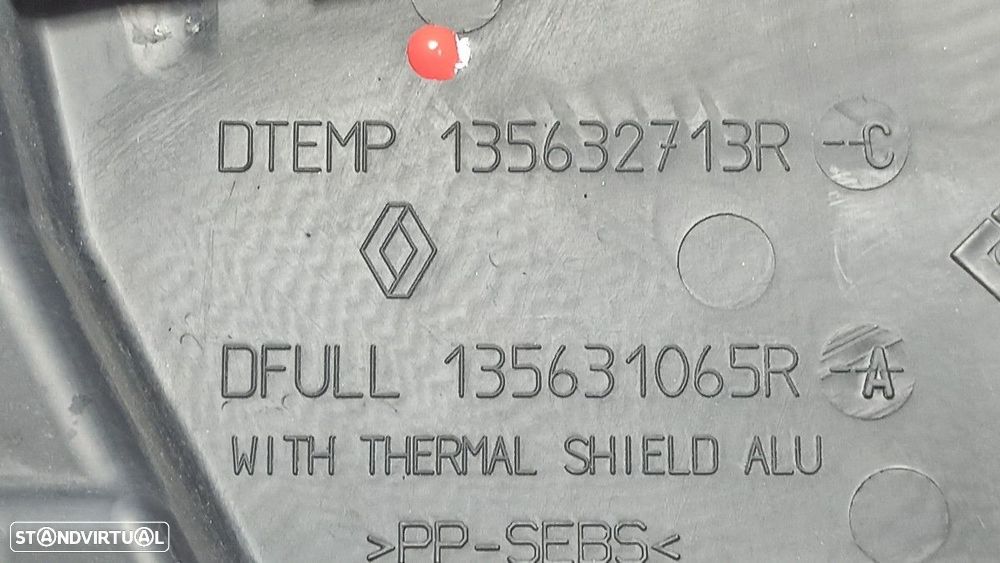 DTEMP 135632713R --C
DFULL 135631065R --A
WITH THERMAL SHIELD ALU
>PP-SEBS<
STANDVIRTUAL